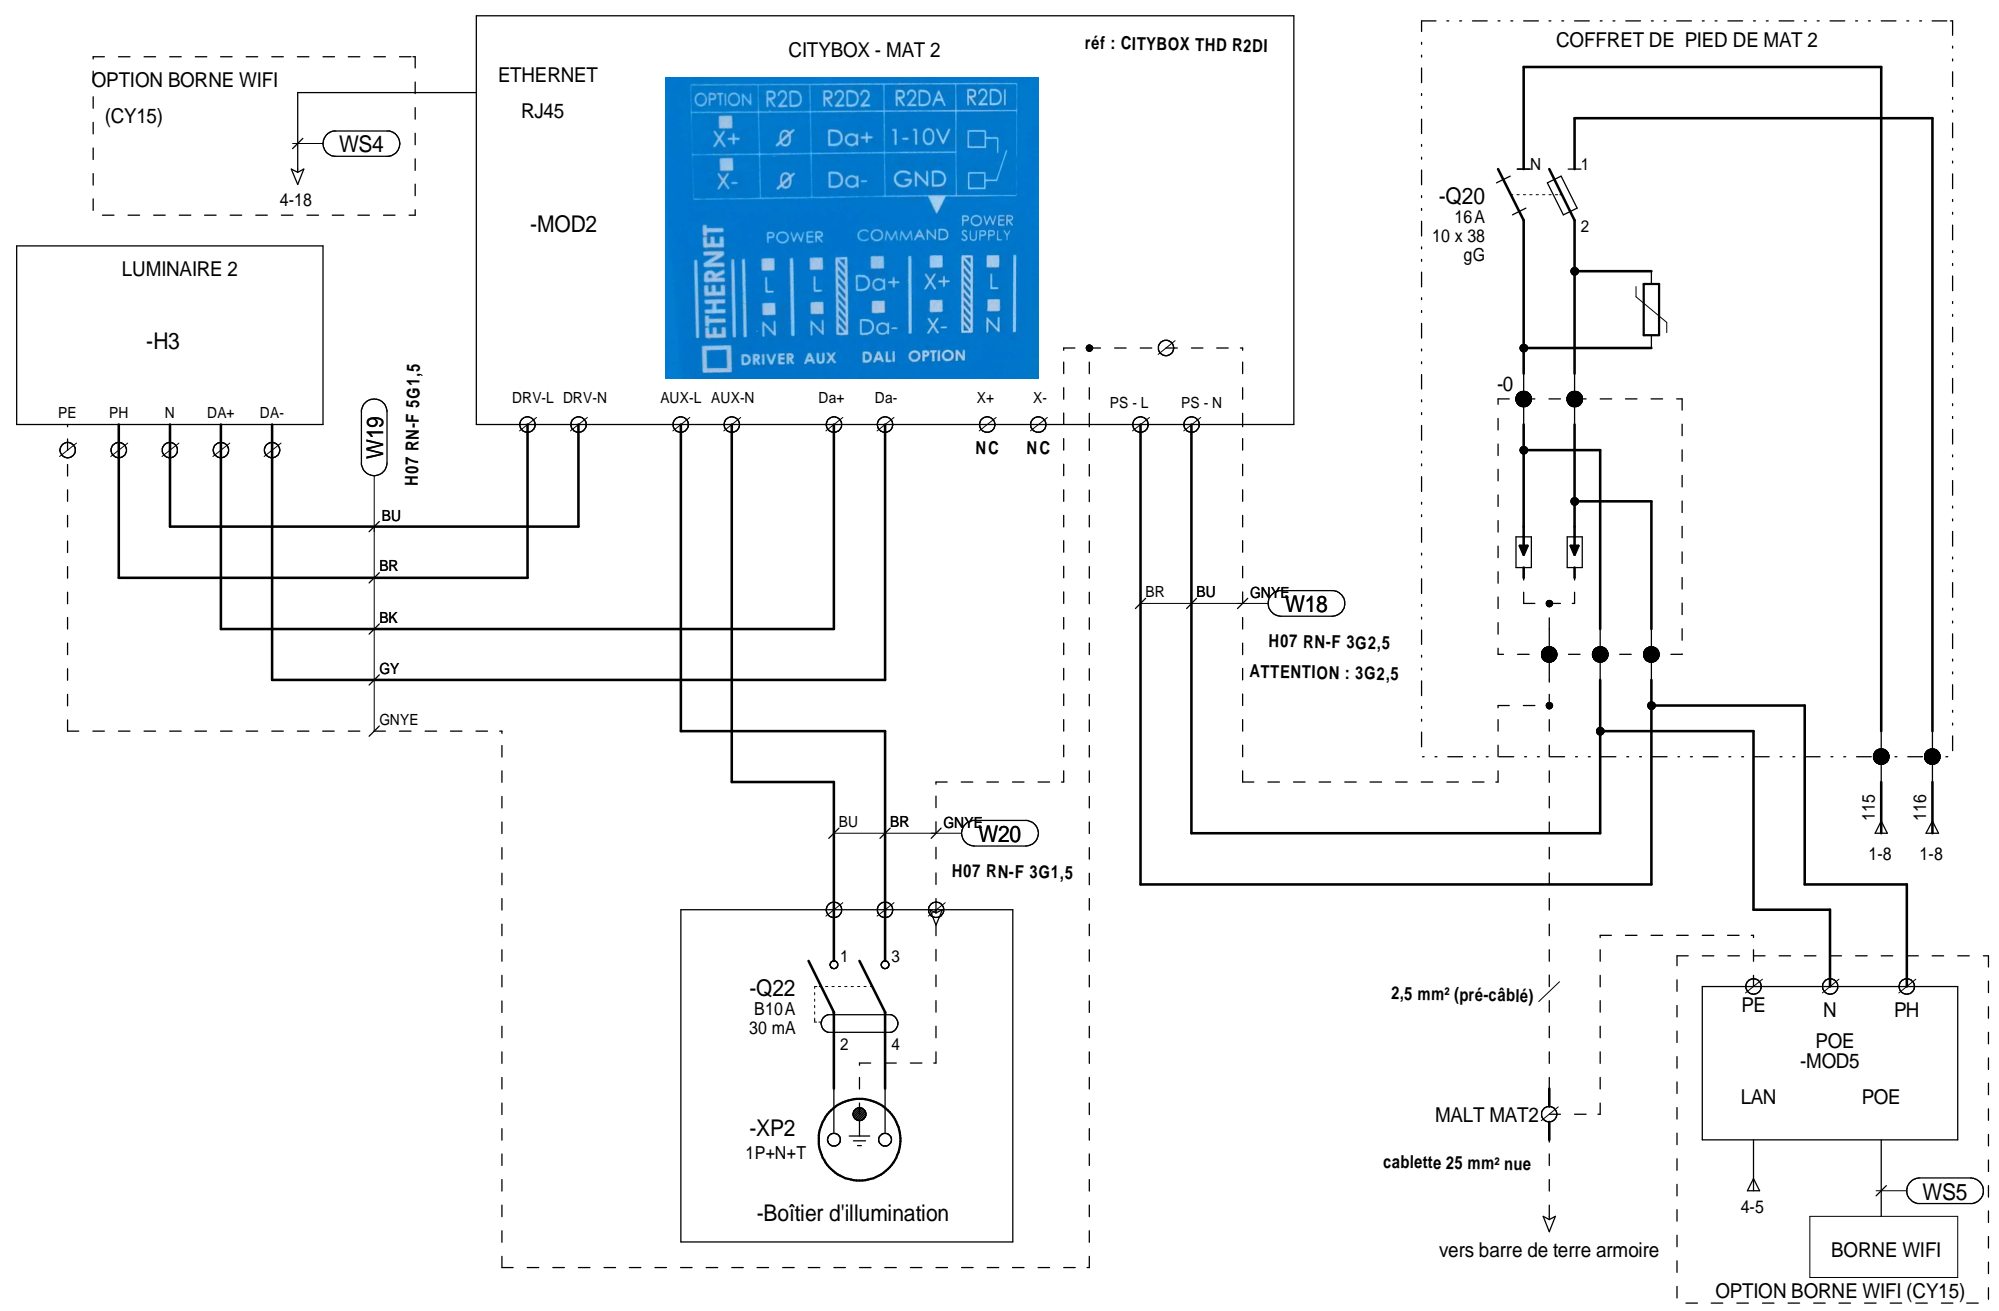 OPTION BORNE WIFI
(CY15)
WS4
4-18
ETHERNET
RJ45
-MOD2
CITYBOX - MAT 2
réf : CITYBOX THD R2DI
OPTION R2D R2D2 R2DA R2DI
X+ Ø Da+ 1-10V
X- Ø Da- GND
ETHERNET
POWER COMMAND POWER SUPPLY
L L Da+ X+ L
N N Da- X- N
DRIVER AUX DALI OPTION
DRV-L DRV-N AUX-L AUX-N Da+ Da- X+ X- PS - L PS - N
NC NC
LUMINAIRE 2
-H3
PE PH N DA+ DA-
W19
H07 RN-F 5G1,5
BU
BR
BK
GY
GNYE
COFFRET DE PIED DE MAT 2
N 1
-Q20
16A
10 x 38
gG
2
-0
BR BU GNYE
W18
H07 RN-F 3G2,5
ATTENTION : 3G2,5
115 116
1-8 1-8
BU BR GNYE
W20
H07 RN-F 3G1,5
1 3
-Q22
B10A
30 mA
2 4
-XP2
1P+N+T
-Boîtier d'illumination
2,5 mm² (pré-câblé)
MALT MAT2
cablette 25 mm² nue
vers barre de terre armoire
PE N PH
POE
-MOD5
LAN POE
4-5
WS5
BORNE WIFI
OPTION BORNE WIFI (CY15)